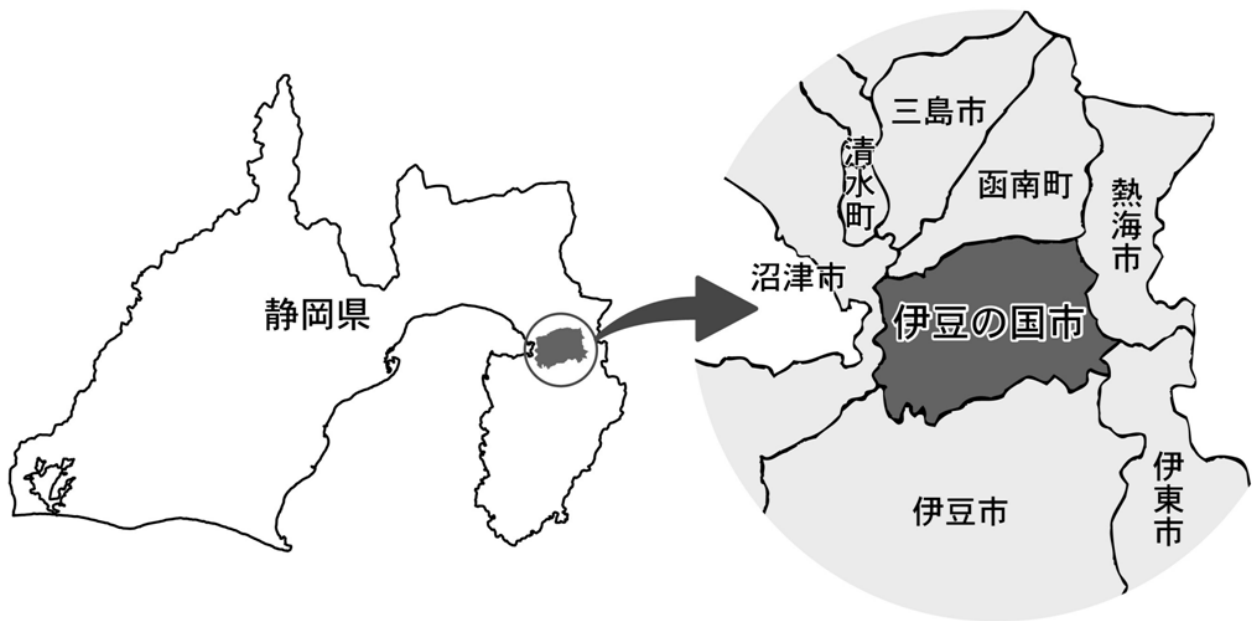 静岡県
三島市
清水町
函南町
熱海市
沼津市
伊豆の国市
伊豆市
伊東市